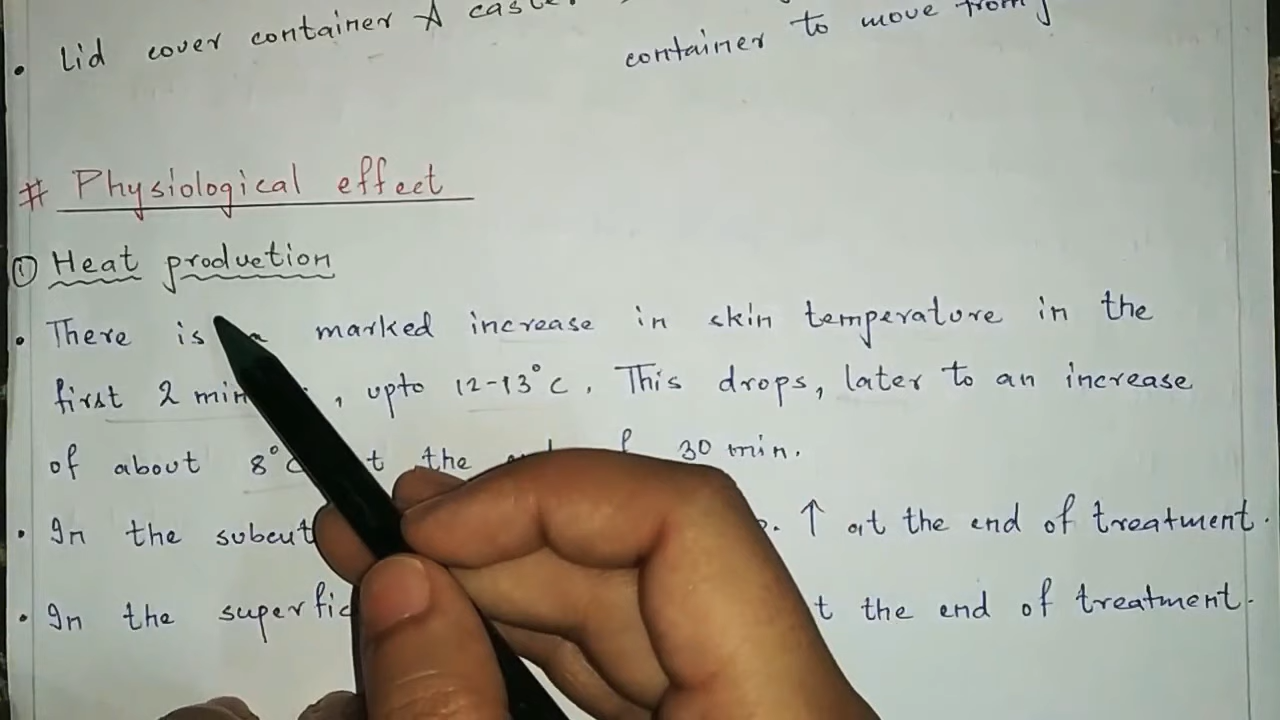 • Lid cover container &
container to move from
# Physiological effect
① Heat production
• There is marked increase in skin temperature in the
first 2 min , upto 12-13°C. This drops, later to an increase
of about 8°C the 30 min.
• In the ↑ at the end of treatment.
• In the the end of treatment.